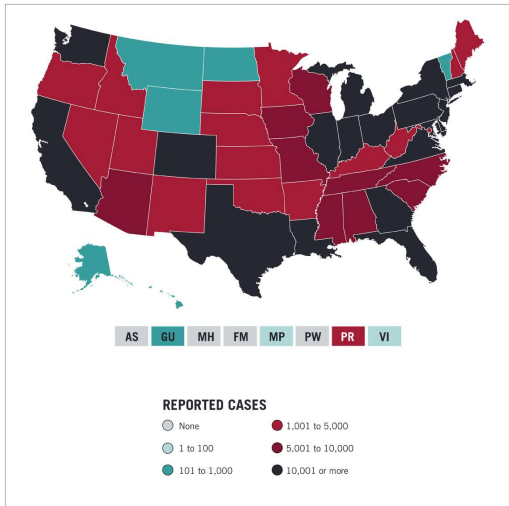 AS GU MH FM MP PW PR VI
REPORTED CASES
None
1 to 100
101 to 1,000
1,001 to 5,000
5,001 to 10,000
10,001 or more